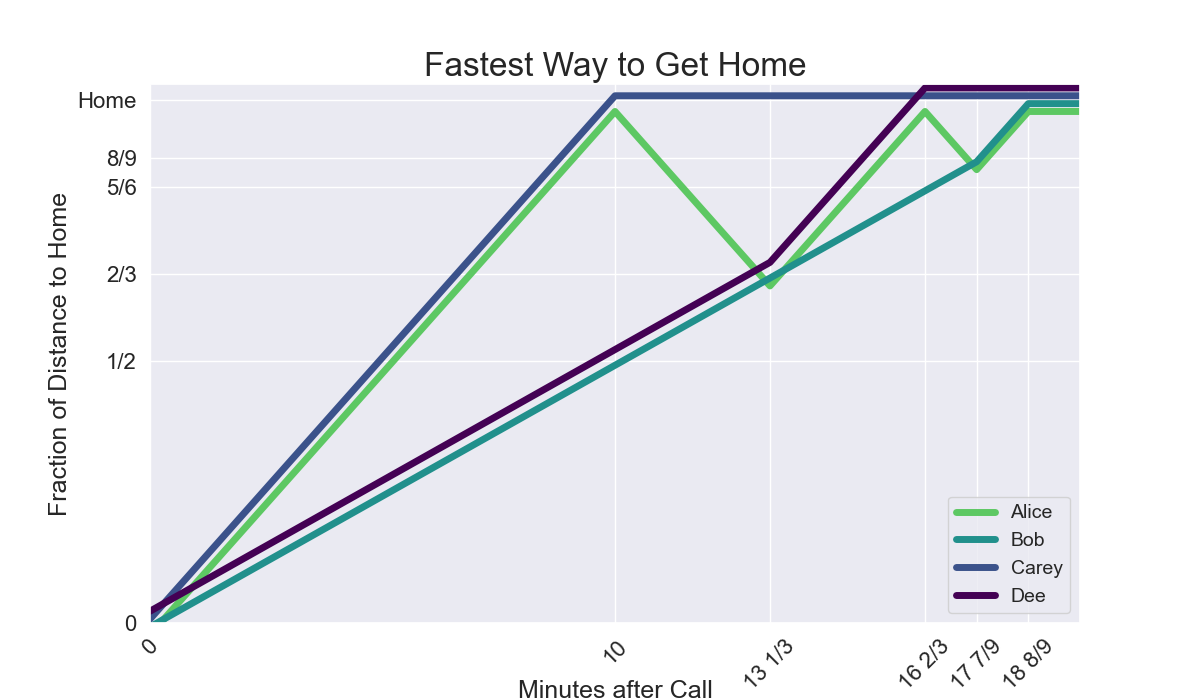 Fastest Way to Get Home
Home
8/9
5/6
2/3
1/2
0
Fraction of Distance to Home
Alice
Bob
Carey
Dee
0
10
13 1/3
16 2/3
17 7/9
18 8/9
Minutes after Call